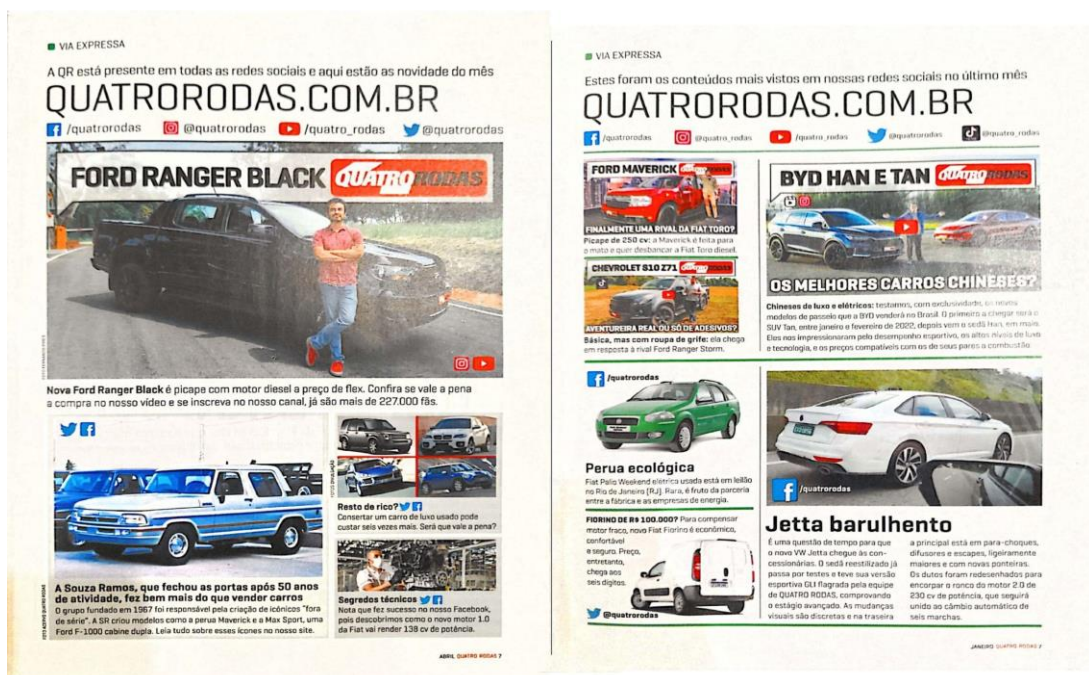 VIA EXPRESSA
A QR está presente em todas as redes sociais e aqui estão as novidade do mês
QUATRORODAS.COM.BR
/quatrorodas @quatrorodas /quatro_rodas @quatrorodas
FORD RANGER BLACK QUATRO RODAS
Nova Ford Ranger Black é picape com motor diesel a preço de flex. Confira se vale a pena
a compra no nosso vídeo e se inscreva no nosso canal, já são mais de 227.000 fãs.
A Souza Ramos, que fechou as portas após 50 anos
de atividade, fez bem mais do que vender carros
O grupo fundado em 1967 foi responsável pela criação de icônicos "fora
de série". A SR criou modelos como a perua Maverick e a Max Sport, uma
Ford F-1000 cabine dupla. Leia tudo sobre esses ícones no nosso site.
FOTO DIVULGAÇÃO
Resto de rico?
Consertar um carro de luxo usado pode
custar seis vezes mais. Será que vale a pena?
Segredos técnicos
Nota que fez sucesso no nosso Facebook,
pois descobrimos como o novo motor 1.0
da Fiat vai render 138 cv de potência.
ABRIL QUATRO RODAS 7
VIA EXPRESSA
Estes foram os conteúdos mais vistos em nossas redes sociais no último mês
QUATRORODAS.COM.BR
/quatrorodas @quatro_rodas /quatro_rodas @quatrorodas @quatro_rodas
FORD MAVERICK QUATRO RODAS
FINALMENTE UMA RIVAL DA FIAT TORO?
Picape de 250 cv: a Maverick é feita para
o mato e quer desbancar a Fiat Toro diesel.
CHEVROLET S10 Z71 QUATRO RODAS
AVENTUREIRA REAL OU SÓ DE ADESIVOS?
Básica, mas com roupa de grife: ela chega
em resposta à rival Ford Ranger Storm.
BYD HAN E TAN QUATRO RODAS
OS MELHORES CARROS CHINESES?
Chineses de luxo e elétricos: testamos, com exclusividade, os novos
modelos de passeio que a BYD venderá no Brasil. O primeiro a chegar será o
SUV Tan, entre janeiro e fevereiro de 2022, depois vem o sedã Han, em maio.
Eles nos impressionaram pelo desempenho esportivo, os altos níveis de luxo
e tecnologia, e os preços compatíveis com os de seus pares a combustão
/quatrorodas
Perua ecológica
Fiat Palio Weekend elétrica usada está em leilão
no Rio de Janeiro (RJ). Rara, é fruto da parceria
entre a fábrica e as empresas de energia.
FIORINO DE R$ 100.000? Para compensar
motor fraco, novo Fiat Fiorino é econômico,
confortável
e seguro. Preço,
entretanto,
chega aos
seis dígitos.
@quatrorodas
/quatrorodas
Jetta barulhento
É uma questão de tempo para que
o novo VW Jetta chegue às con-
cessionárias. O sedã reestilizado já
passa por testes e teve sua versão
esportiva GLI flagrada pela equipe
de QUATRO RODAS, comprovando
o estágio avançado. As mudanças
visuais são discretas e na traseira
a principal está em para-choques,
difusores e escapes, ligeiramente
maiores e com novas ponteiras.
Os dutos foram redesenhados para
encorpar o ronco do motor 2.0 de
230 cv de potência, que seguirá
unido ao câmbio automático de
seis marchas.
JANEIRO QUATRO RODAS 7